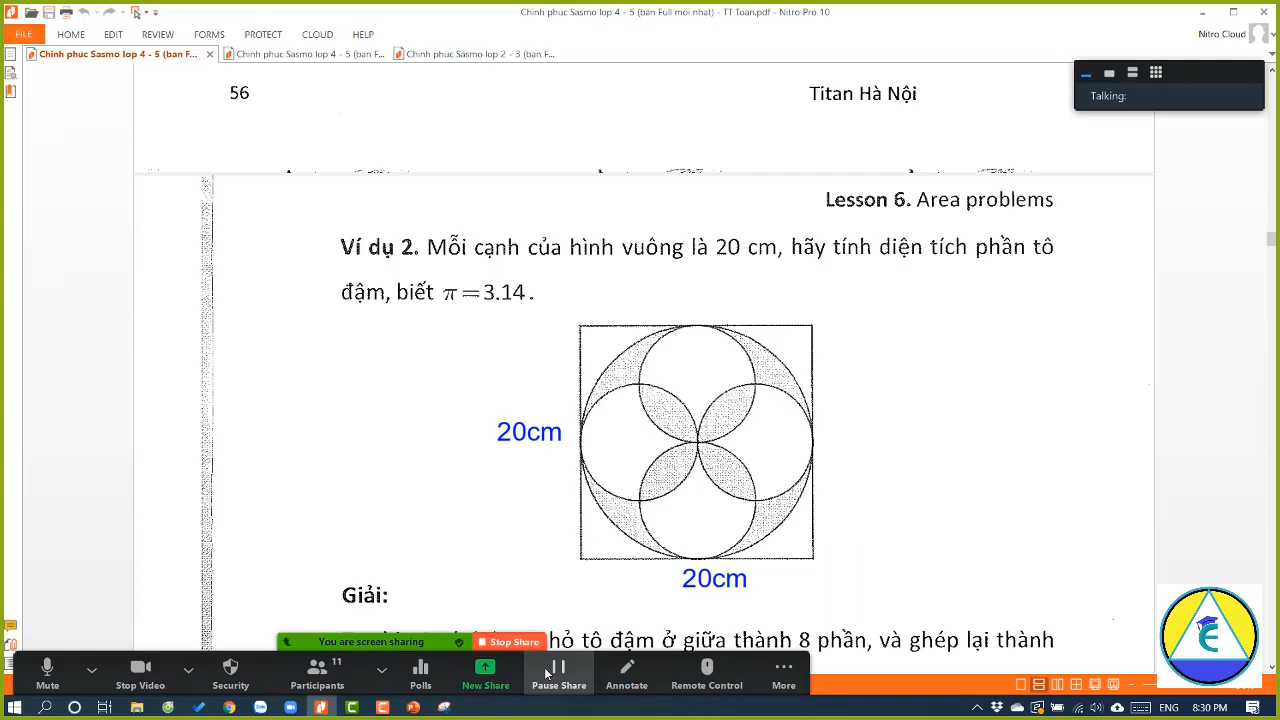 Chinh phuc Sasmo lop 4 - 5 (ban Full moi nhat) - TT Toan.pdf - Nitro Pro 10
FILE HOME EDIT REVIEW FORMS PROTECT CLOUD HELP
Nitro Cloud
Chinh phuc Sasmo lop 4 - 5 (ban F... × Chinh phuc Sasmo lop 4 - 5 (ban F... Chinh phuc Sasmo lop 2 - 3 (ban F...
Talking:
56 Titan Hà Nội
Lesson 6. Area problems
Ví dụ 2. Mỗi cạnh của hình vuông là 20 cm, hãy tính diện tích phần tô
đậm, biết π=3.14.
20cm
20cm
Giải:
You are screen sharing Stop Share
hỏ tô đậm ở giữa thành 8 phần, và ghép lại thành
11
Mute Stop Video Security Participants Polls New Share Pause Share Annotate Remote Control More
E
ENG 8:30 PM